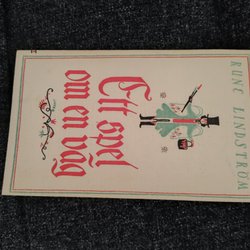 RUNE LINDSTRÖM
Ett spel
om en väg